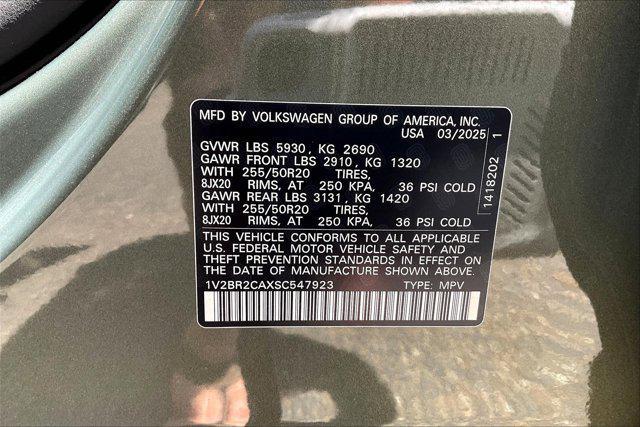 MFD BY VOLKSWAGEN GROUP OF AMERICA, INC.
USA 03/2025
GVWR LBS 5930, KG 2690
GAWR FRONT LBS 2910, KG 1320
WITH 255/50R20 TIRES,
8JX20 RIMS, AT 250 KPA, 36 PSI COLD
GAWR REAR LBS 3131, KG 1420
WITH 255/50R20 TIRES,
8JX20 RIMS, AT 250 KPA, 36 PSI COLD
THIS VEHICLE CONFORMS TO ALL APPLICABLE
U.S. FEDERAL MOTOR VEHICLE SAFETY AND
THEFT PREVENTION STANDARDS IN EFFECT ON
THE DATE OF MANUFACTURE SHOWN ABOVE.
1V2BR2CAXSC547923 TYPE: MPV
1418202 1